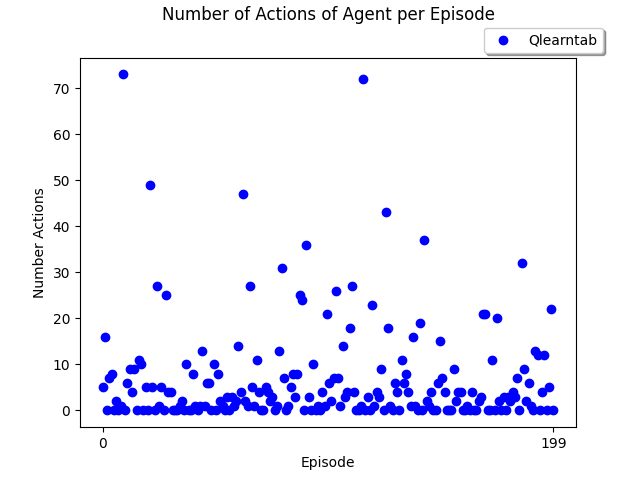 Number of Actions of Agent per Episode
Qlearntab
70
60
50
40
30
20
10
0
Number Actions
0 199
Episode